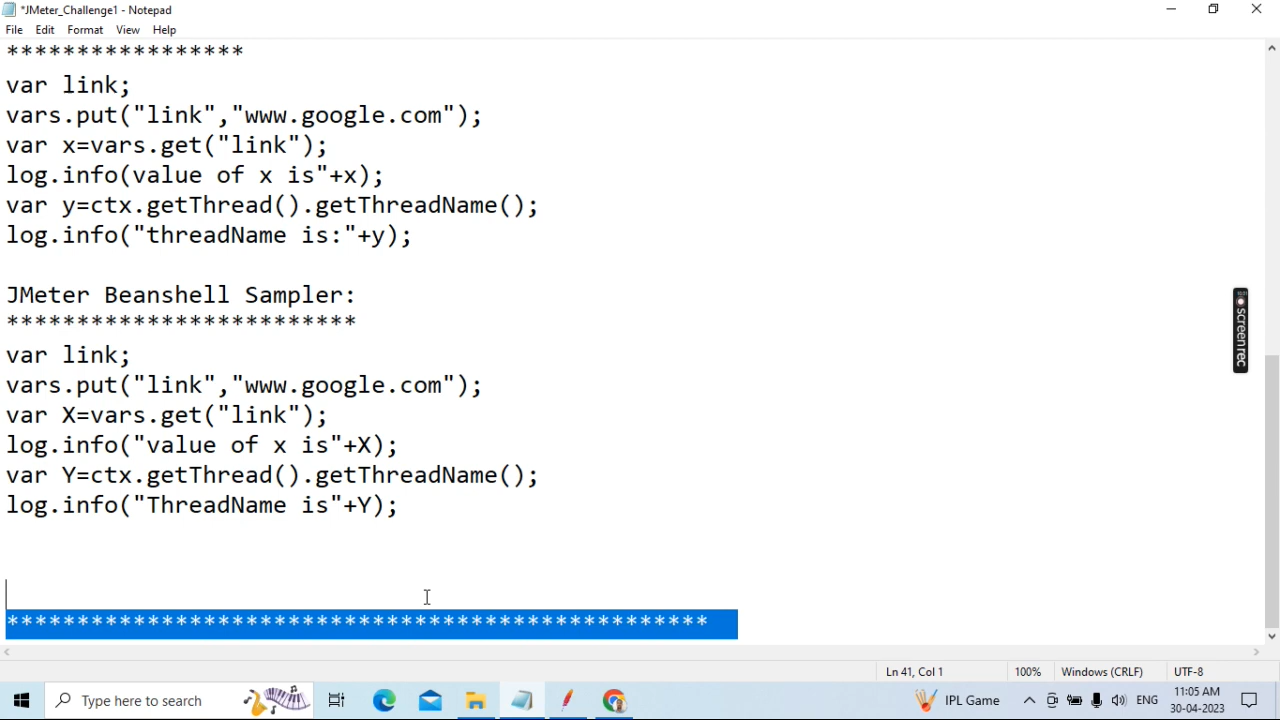 *JMeter_Challenge1 - Notepad
File Edit Format View Help
*****************
var link;
vars.put("link","www.google.com");
var x=vars.get("link");
log.info(value of x is"+x);
var y=ctx.getThread().getThreadName();
log.info("threadName is:"+y);
JMeter Beanshell Sampler:
*************************
var link;
vars.put("link","www.google.com");
var X=vars.get("link");
log.info("value of x is"+X);
var Y=ctx.getThread().getThreadName();
log.info("ThreadName is"+Y);
**************************************************
screenrec
Ln 41, Col 1 100% Windows (CRLF) UTF-8
Type here to search IPL Game ENG 11:05 AM
30-04-2023